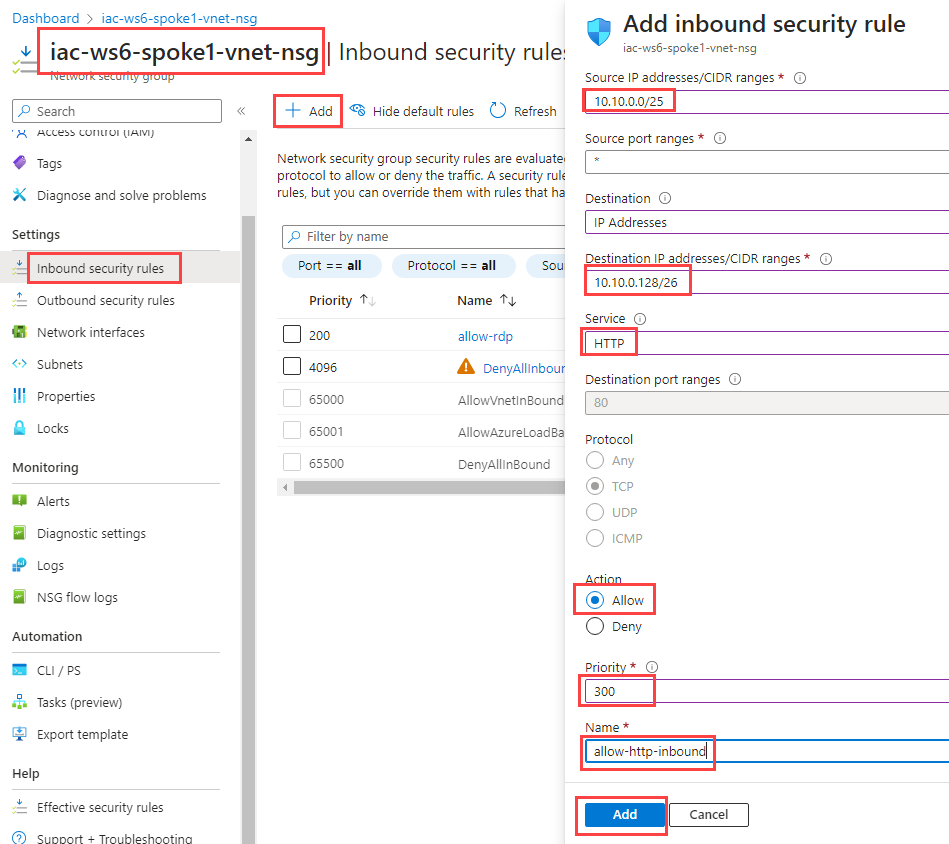 Dashboard > iac-ws6-spoke1-vnet-nsg
iac-ws6-spoke1-vnet-nsg | Inbound security rules
Network security group
Search
«
Access control (IAM)
Tags
Diagnose and solve problems
Settings
Inbound security rules
Outbound security rules
Network interfaces
Subnets
Properties
Locks
Monitoring
Alerts
Diagnostic settings
Logs
NSG flow logs
Automation
CLI / PS
Tasks (preview)
Export template
Help
Effective security rules
Support + Troubleshooting
Add
Hide default rules
Refresh
Network security group security rules are evaluate
protocol to allow or deny the traffic. A security rule
rules, but you can override them with rules that ha
Filter by name
Port == all
Protocol == all
Sou
Priority ↑↓ Name ↑↓
200 allow-rdp
4096 DenyAllInboun
65000 AllowVnetInBound
65001 AllowAzureLoadBa
65500 DenyAllInBound
Add inbound security rule
iac-ws6-spoke1-vnet-nsg
Source IP addresses/CIDR ranges *
10.10.0.0/25
Source port ranges *
*
Destination
IP Addresses
Destination IP addresses/CIDR ranges *
10.10.0.128/26
Service
HTTP
Destination port ranges
80
Protocol
Any
TCP
UDP
ICMP
Action
Allow
Deny
Priority *
300
Name *
allow-http-inbound
Add
Cancel